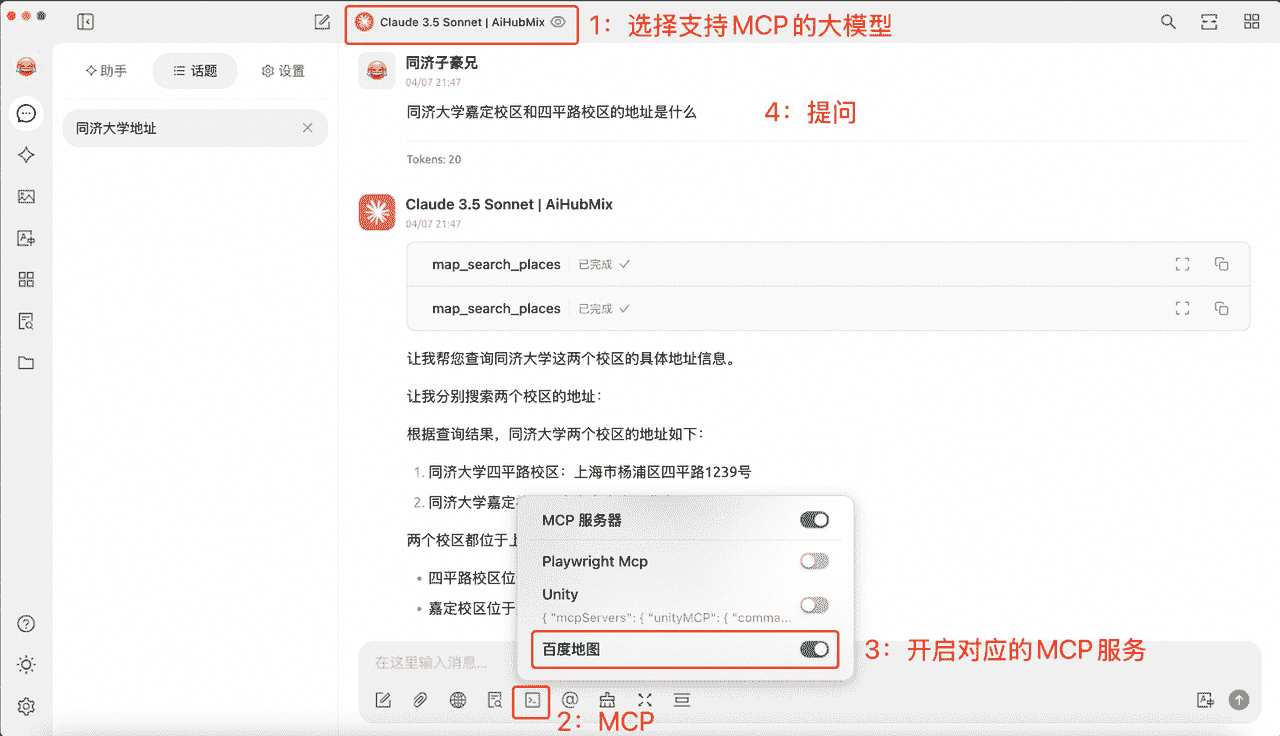 Claude 3.5 Sonnet | AiHubMix
1：选择支持MCP的大模型
助手
话题
设置
同济大学地址
同济子豪兄
04/07 21:47
同济大学嘉定校区和四平路校区的地址是什么
4：提问
Tokens: 20
Claude 3.5 Sonnet | AiHubMix
04/07 21:47
map_search_places 已完成
map_search_places 已完成
让我帮您查询同济大学这两个校区的具体地址信息。
让我分别搜索两个校区的地址：
根据查询结果，同济大学两个校区的地址如下：
1. 同济大学四平路校区：上海市杨浦区四平路1239号
2. 同济大学嘉定
两个校区都位于上
• 四平路校区位
• 嘉定校区位于
MCP 服务器
Playwright Mcp
Unity
{ "mcpServers": { "unityMCP": { "comma...
百度地图
3：开启对应的MCP服务
在这里输入消息...
2：MCP